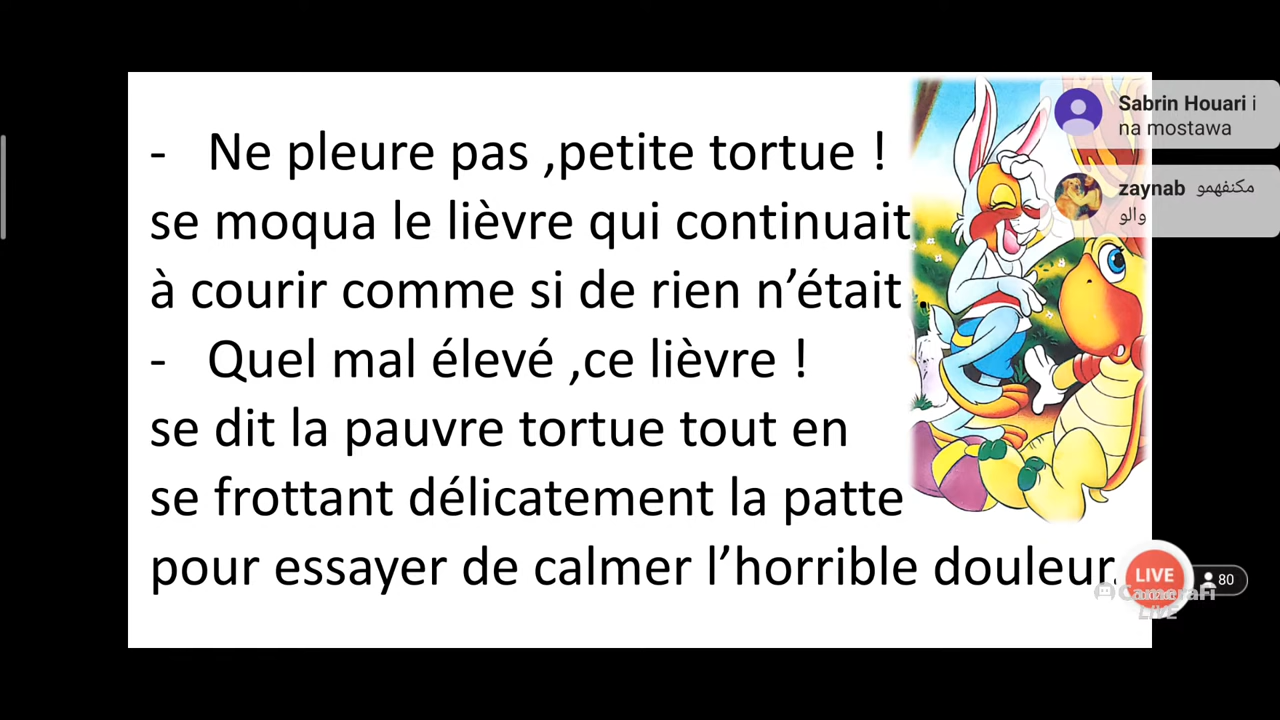 - Ne pleure pas ,petite tortue !
se moqua le lièvre qui continuait
à courir comme si de rien n’était
- Quel mal élevé ,ce lièvre !
se dit la pauvre tortue tout en
se frottant délicatement la patte
pour essayer de calmer l’horrible douleur.
Sabrin Houari i
na mostawa
zaynab مكنفهمو
والو
LIVE
80
CameraFi
LIVE